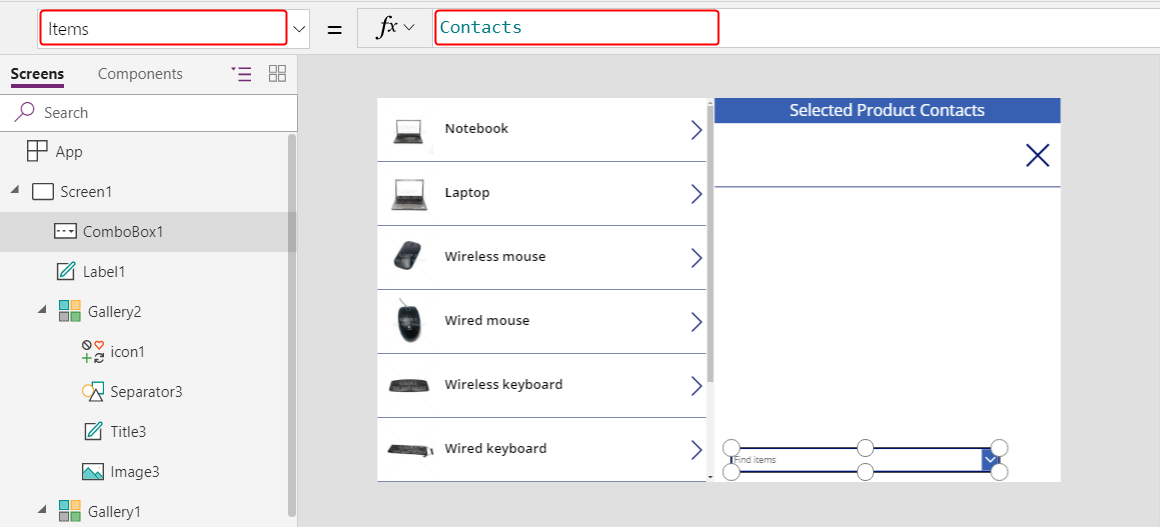 Items
=
fx
Contacts
Screens
Components
Search
App
Screen1
ComboBox1
Label1
Gallery2
icon1
Separator3
Title3
Image3
Gallery1
Notebook
Laptop
Wireless mouse
Wired mouse
Wireless keyboard
Wired keyboard
Selected Product Contacts
Find items